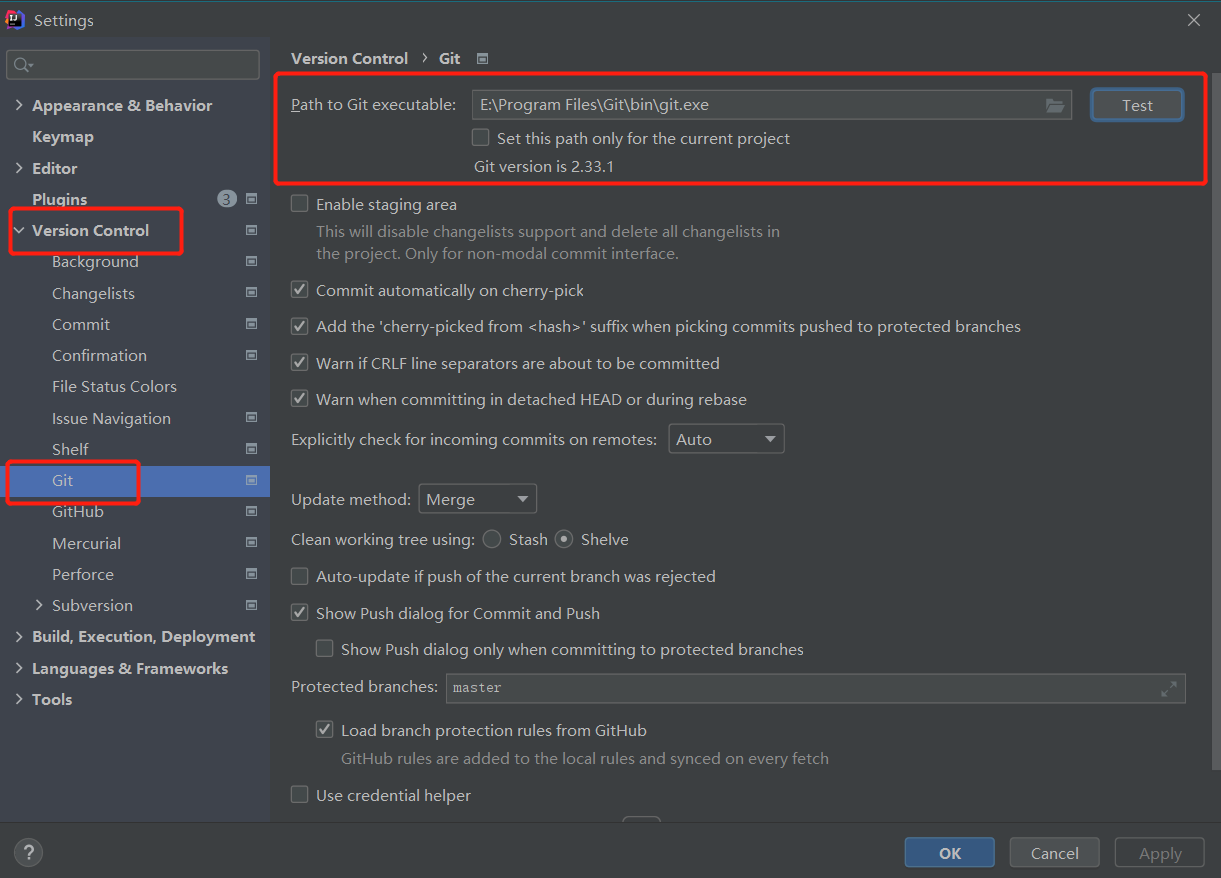 Settings
Version Control › Git
Path to Git executable: E:\Program Files\Git\bin\git.exe Test
Set this path only for the current project
Git version is 2.33.1
Appearance & Behavior
Keymap
Editor
Plugins 3
Version Control
Background
Changelists
Commit
Confirmation
File Status Colors
Issue Navigation
Shelf
Git
GitHub
Mercurial
Perforce
Subversion
Build, Execution, Deployment
Languages & Frameworks
Tools
Enable staging area
This will disable changelists support and delete all changelists in
the project. Only for non-modal commit interface.
Commit automatically on cherry-pick
Add the 'cherry-picked from <hash>' suffix when picking commits pushed to protected branches
Warn if CRLF line separators are about to be committed
Warn when committing in detached HEAD or during rebase
Explicitly check for incoming commits on remotes: Auto
Update method: Merge
Clean working tree using: Stash Shelve
Auto-update if push of the current branch was rejected
Show Push dialog for Commit and Push
Show Push dialog only when committing to protected branches
Protected branches: master
Load branch protection rules from GitHub
GitHub rules are added to the local rules and synced on every fetch
Use credential helper
? OK Cancel Apply